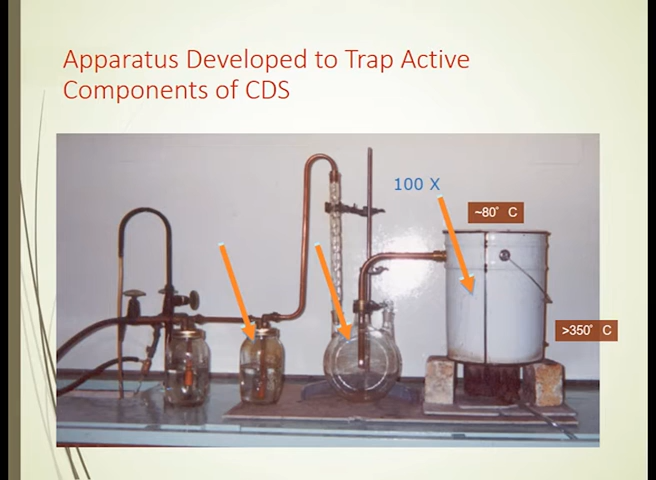 Apparatus Developed to Trap Active
Components of CDS
100 X
~80° C
>350° C